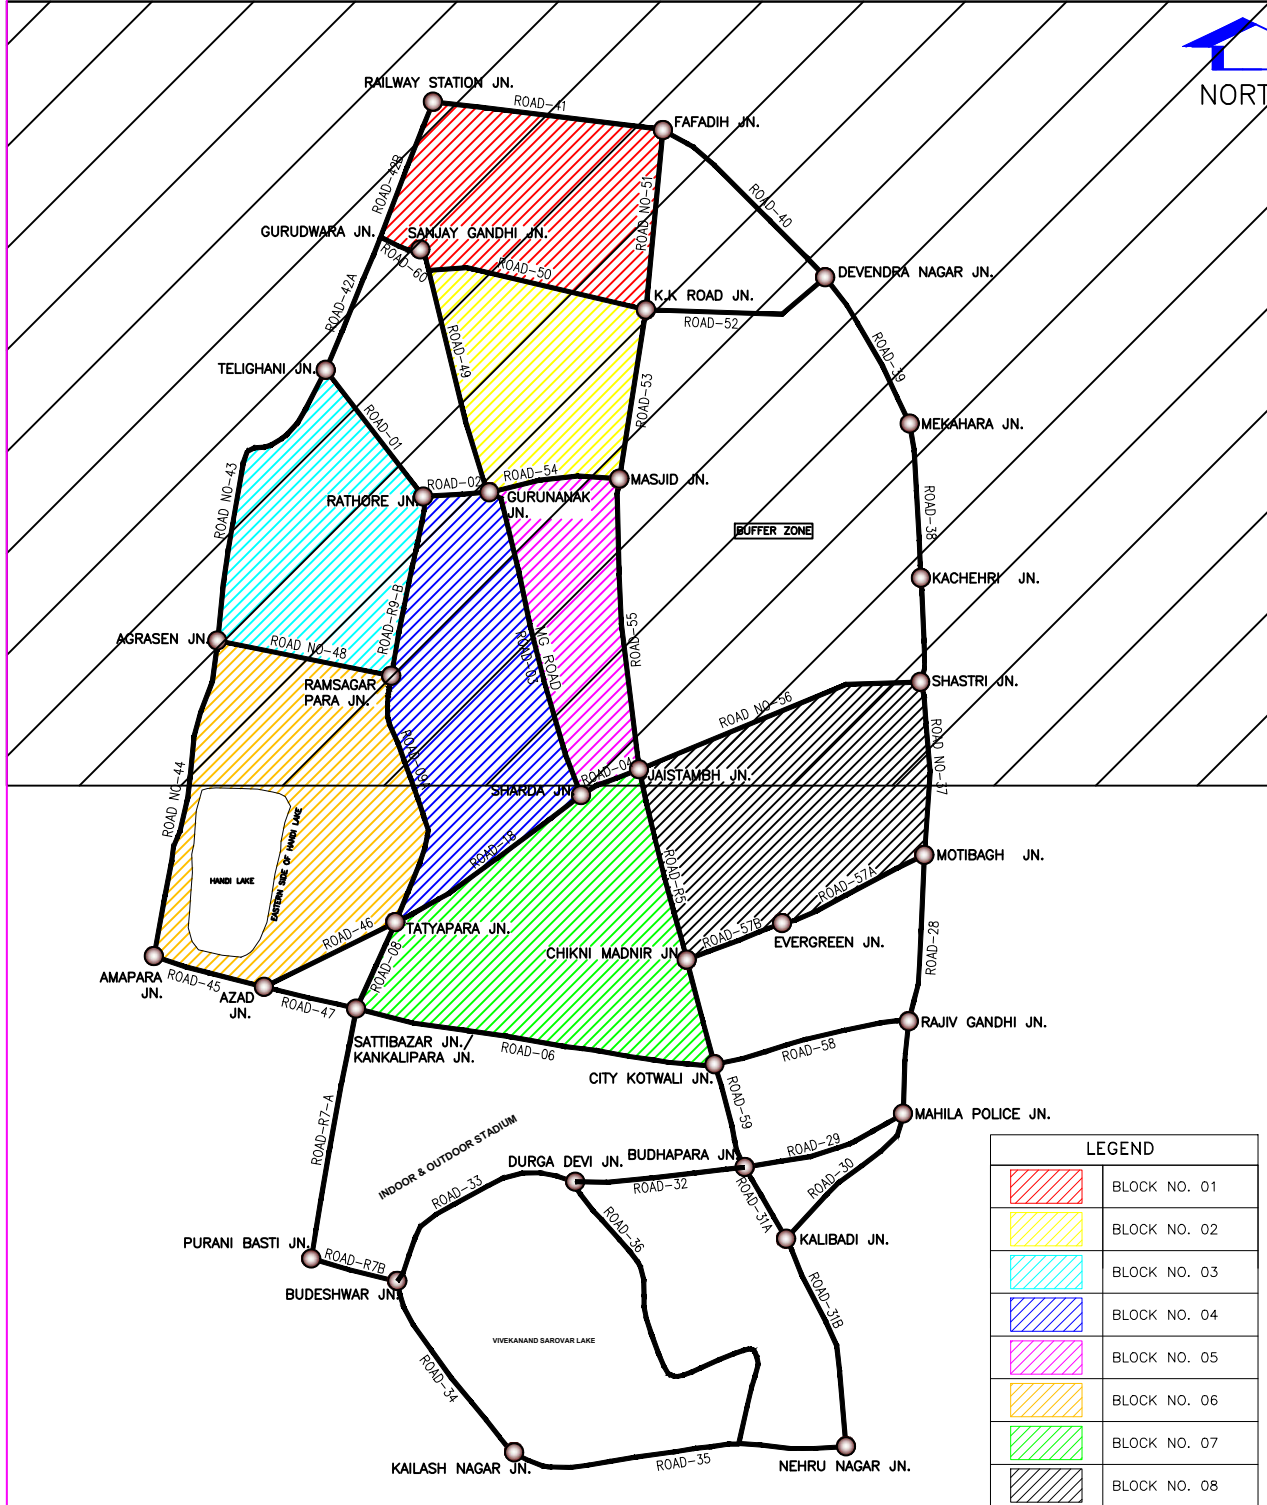 NORT
RAILWAY STATION JN.
ROAD-41
FAFADIH JN.
ROAD-42B
ROAD NO-51
ROAD-40
GURUDWARA JN.
SANJAY GANDHI JN.
ROAD-60
ROAD-50
DEVENDRA NAGAR JN.
ROAD-42A
K.K ROAD JN.
ROAD-52
ROAD-49
ROAD-39
TELIGHANI JN.
ROAD-53
ROAD-01
MEKAHARA JN.
ROAD NO-43
ROAD-02
ROAD-54
MASJID JN.
RATHORE JN.
GURUNANAK
JN.
BUFFER ZONE
ROAD-38
KACHEHRI JN.
ROAD-R9-B
AGRASEN JN.
ROAD NO-48
ROAD-03
MG ROAD
ROAD-55
RAMSAGAR
PARA JN.
SHASTRI JN.
ROAD NO-56
ROAD-09A
ROAD NO-37
ROAD-04
JAISTAMBH JN.
SHARDA JN.
ROAD NO-44
ROAD-18
HANDI LAKE
EASTERN SIDE OF HANDI LAKE
ROAD-R5
ROAD-57A
MOTIBAGH JN.
ROAD-46
TATYAPARA JN.
ROAD-57B
EVERGREEN JN.
ROAD-28
CHIKNI MADNIR JN.
AMAPARA
JN.
ROAD-45
AZAD
JN.
ROAD-47
ROAD-08
RAJIV GANDHI JN.
SATTIBAZAR JN./
KANKALIPARA JN.
ROAD-06
ROAD-58
CITY KOTWALI JN.
ROAD-59
MAHILA POLICE JN.
ROAD-R7-A
INDOOR & OUTDOOR STADIUM
BUDHAPARA JN.
ROAD-29
DURGA DEVI JN.
ROAD-33
ROAD-32
ROAD-30
ROAD-31A
ROAD-36
KALIBADI JN.
PURANI BASTI JN.
ROAD-R7B
BUDESHWAR JN.
ROAD-31B
VIVEKANAND SAROVAR LAKE
ROAD-34
ROAD-35
KAILASH NAGAR JN.
NEHRU NAGAR JN.
LEGEND
BLOCK NO. 01
BLOCK NO. 02
BLOCK NO. 03
BLOCK NO. 04
BLOCK NO. 05
BLOCK NO. 06
BLOCK NO. 07
BLOCK NO. 08